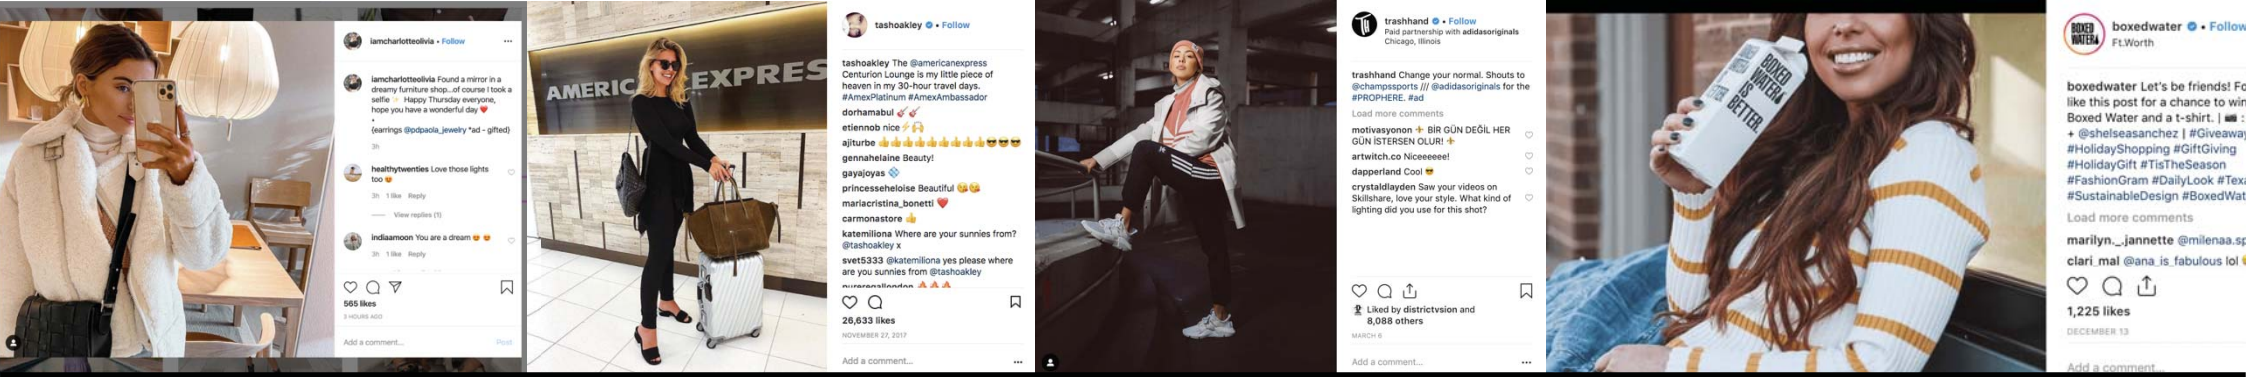 iamcharlotteolivia • Follow
iamcharlotteolivia Found a mirror in a
dreamy furniture shop...of course I took a
selfie ✨ Happy Thursday everyone,
hope you have a wonderful day ❤️
•
{earrings @pdpaola_jewelry *ad - gifted}
3h
healthytwenties Love those lights
too 😍
3h 1 like Reply
View replies (1)
indiaamoon You are a dream 😍 😍
3h 1 like Reply
565 likes
3 HOURS AGO
Add a comment... Post
AMERIC EXPRES
tashoakley • Follow
tashoakley The @americanexpress
Centurion Lounge is my little piece of
heaven in my 30-hour travel days.
#AmexPlatinum #AmexAmbassador
dorhamabul 🎸🎸
etiennob nice⚡🙌
ajiturbe 👍👍👍👍👍👍👍👍👍👍😎😎😎
gennahelaine Beauty!
gayajoyas 💠
princesseheloise Beautiful 😘😘
mariacristina_bonetti ❤️
carmonastore 👍
katemiliona Where are your sunnies from?
@tashoakley x
svet5333 @katemiliona yes please where
are you sunnies from @tashoakley
26,633 likes
NOVEMBER 27, 2017
Add a comment...
trashhand • Follow
Paid partnership with adidasoriginals
Chicago, Illinois
trashhand Change your normal. Shouts to
@champssports /// @adidasoriginals for the
#PROPHERE. #ad
Load more comments
motivasyonon BİR GÜN DEĞİL HER
GÜN İSTERSEN OLUR!
artwitch.co Niceeeeee!
dapperland Cool 😎
crystaldlayden Saw your videos on
Skillshare, love your style. What kind of
lighting did you use for this shot?
Liked by districtvsion and
8,088 others
MARCH 6
Add a comment...
BOXED
WATER
IS
BETTER.
BOXED
WATER
boxedwater • Follow
Ft.Worth
boxedwater Let's be friends! Fo
like this post for a chance to win
Boxed Water and a t-shirt. | 📷 :
+ @shelseasanchez | #Giveaway
#HolidayShopping #GiftGiving
#HolidayGift #TisTheSeason
#FashionGram #DailyLook #Texa
#SustainableDesign #BoxedWat
Load more comments
marilyn._.jannette @milenaa.sp
clari_mal @ana_is_fabulous lol
1,225 likes
DECEMBER 13
Add a comment...